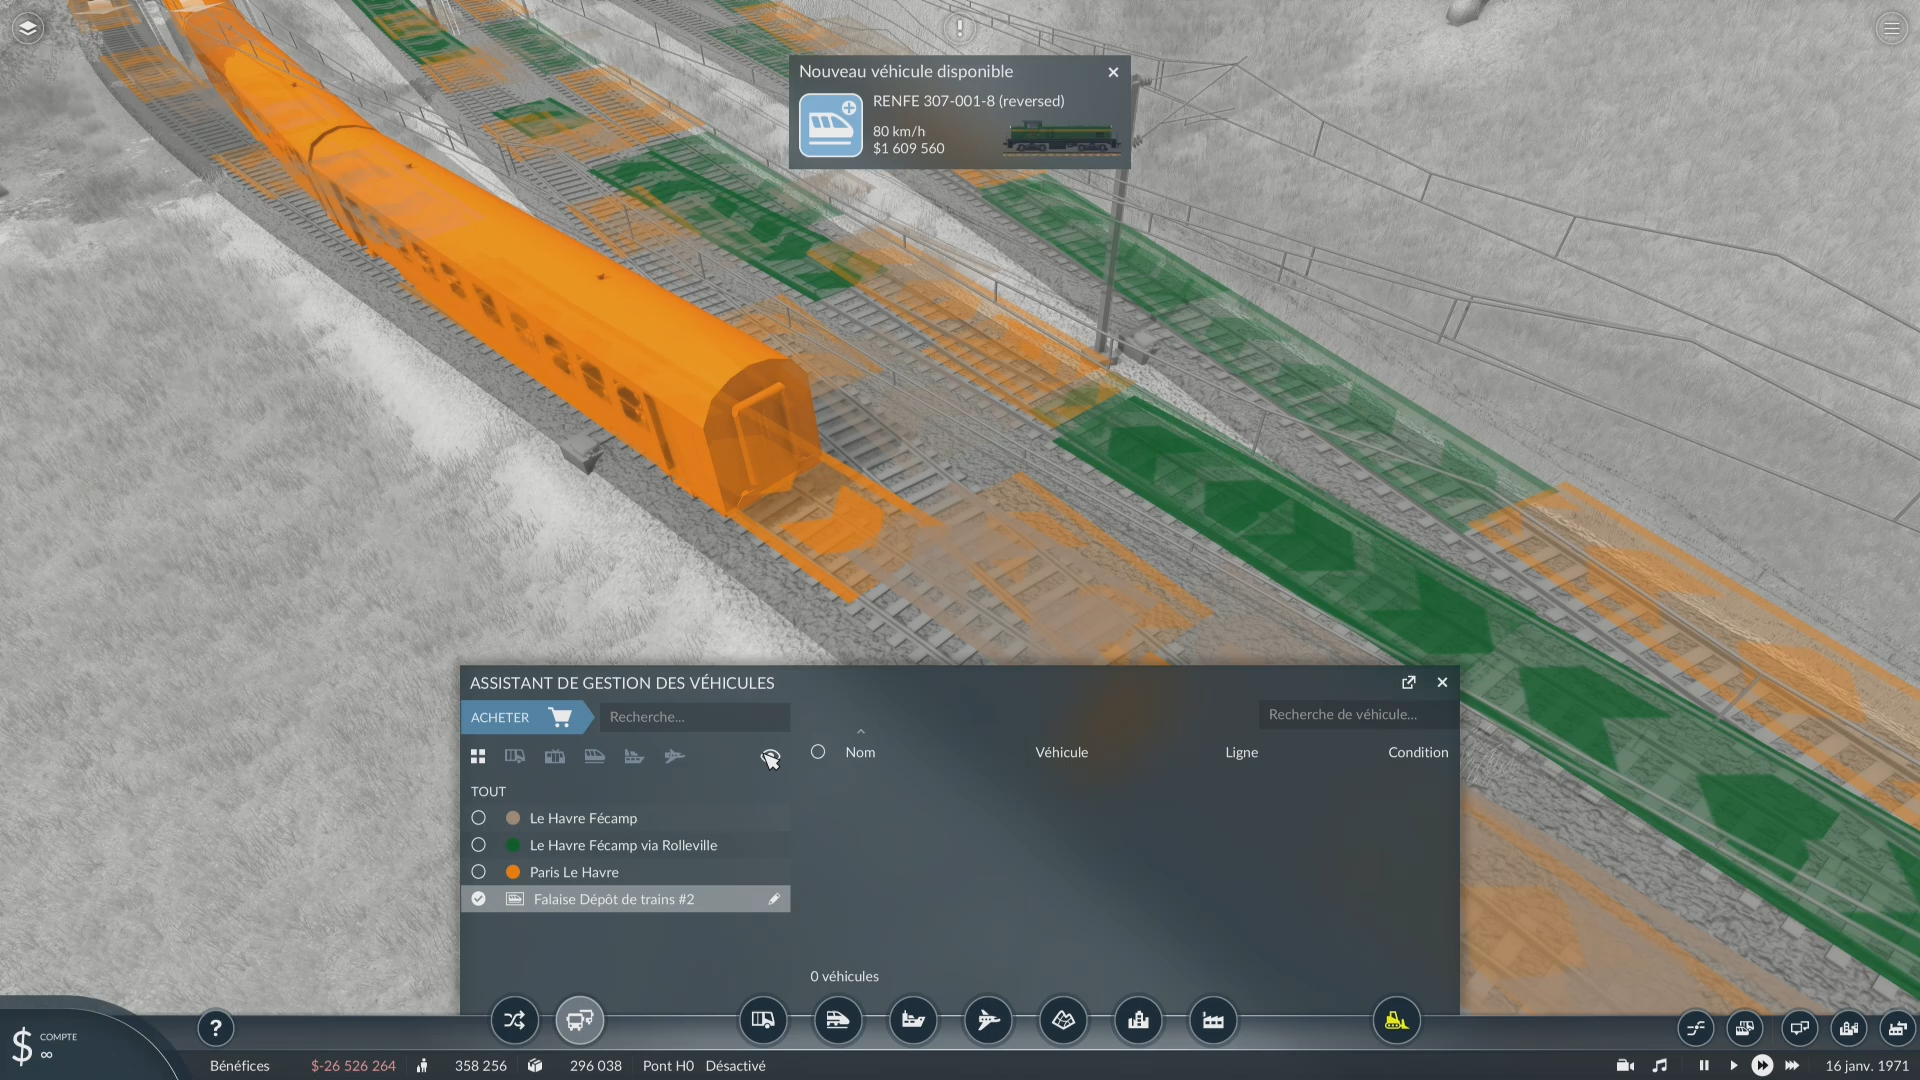 Nouveau véhicule disponible
RENFE 307-001-8 (reversed)
80 km/h
$1 609 560
ASSISTANT DE GESTION DES VÉHICULES
ACHETER
Recherche...
Recherche de véhicule...
Nom Véhicule Ligne Condition
TOUT
Le Havre Fécamp
Le Havre Fécamp via Rolleville
Paris Le Havre
Falaise Dépôt de trains #2
0 véhicules
COMPTE
∞
Bénéfices $-26 526 264 358 256 296 038 Pont H0 Désactivé 16 janv. 1971